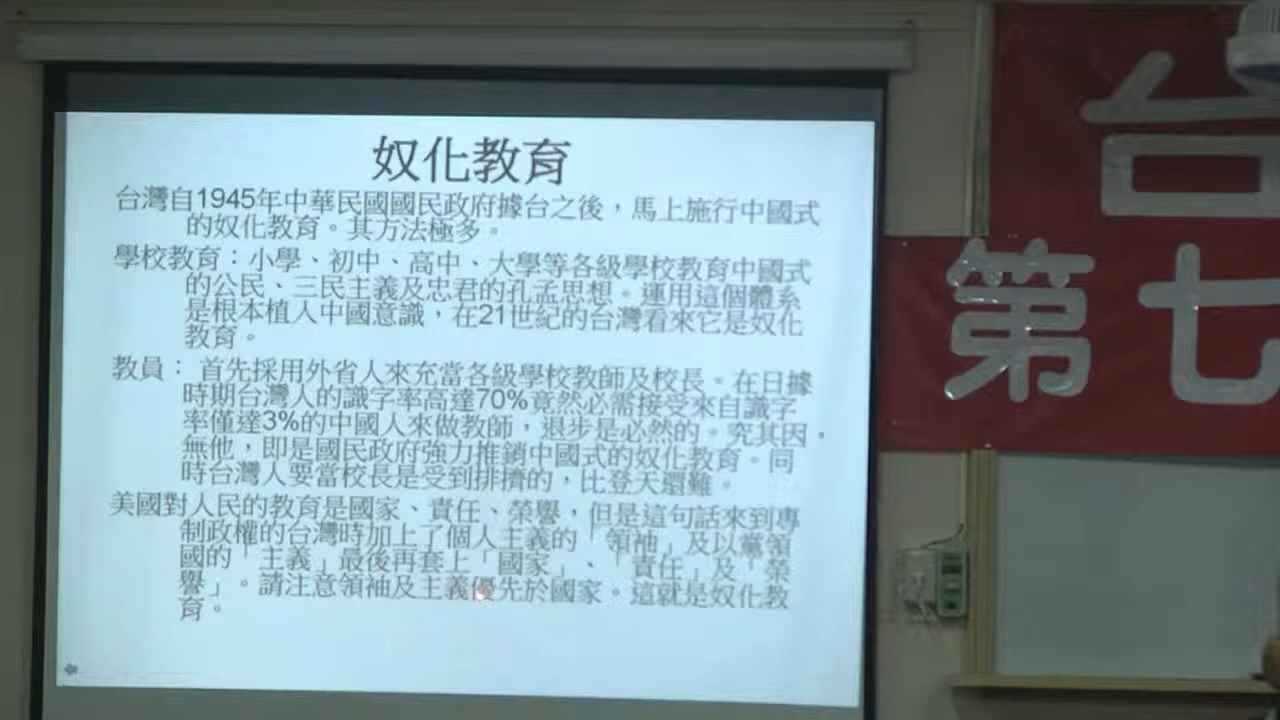 奴化教育
台灣自1945年中華民國國民政府據台之後，馬上施行中國式
的奴化教育。其方法極多。
學校教育：小學、初中、高中、大學等各級學校教育中國式
的公民、三民主義及忠君的孔孟思想。運用這個體系
是根本植入中國意識，在21世紀的台灣看來它是奴化
教育。
教員： 首先採用外省人來充當各級學校教師及校長。在日據
時期台灣人的識字率高達70%竟然必需接受來自識字
率僅達3%的中國人來做教師，退步是必然的。究其因，
無他，即是國民政府強力推銷中國式的奴化教育。同
時台灣人要當校長是受到排擠的，比登天還難。
美國對人民的教育是國家、責任、榮譽，但是這句話來到專
制政權的台灣時加上了個人主義的「領袖」及以黨領
國的「主義」最後再套上「國家」、「責任」及「榮
譽」。請注意領袖及主義優先於國家。這就是奴化教
育。
台
第七